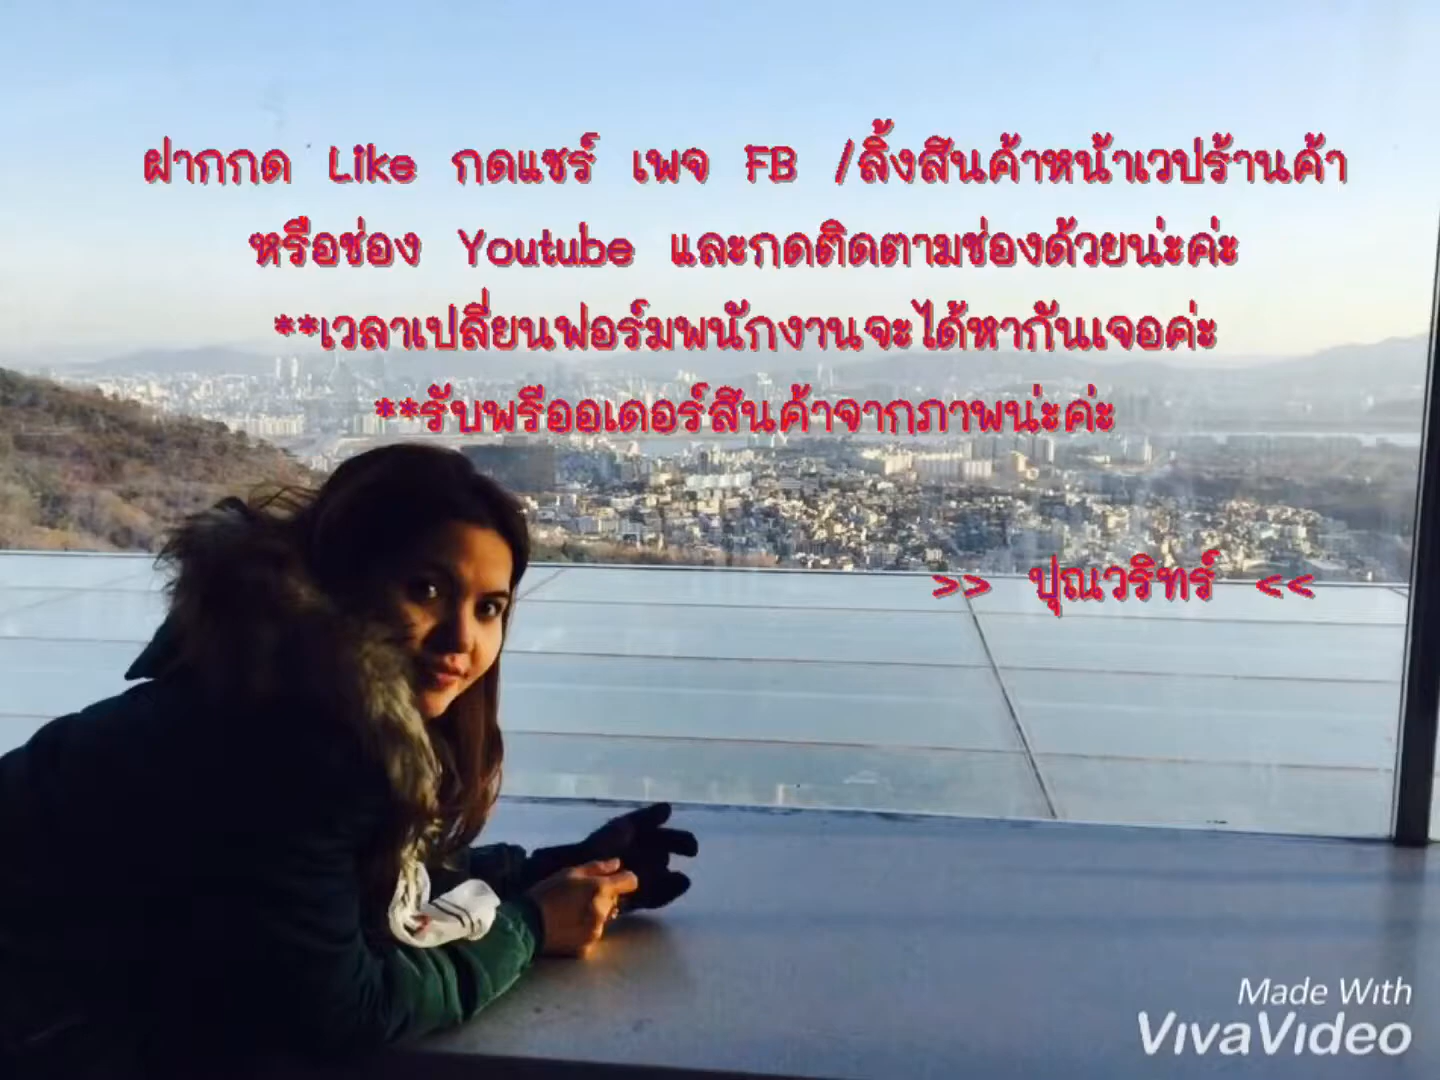 ฝากกด Like กดแชร์ เพจ FB /ลิ้งสินค้าหน้าเวปร้านค้า
หรือช่อง Youtube และกดติดตามช่องด้วยน่ะค่ะ
**เวลาเปลี่ยนฟอร์มพนักงานจะได้หากันเจอค่ะ
**รับพรีออเดอร์สินค้าจากภาพน่ะค่ะ
>> ปุณวริทร์ <<
Made With
VivaVideo